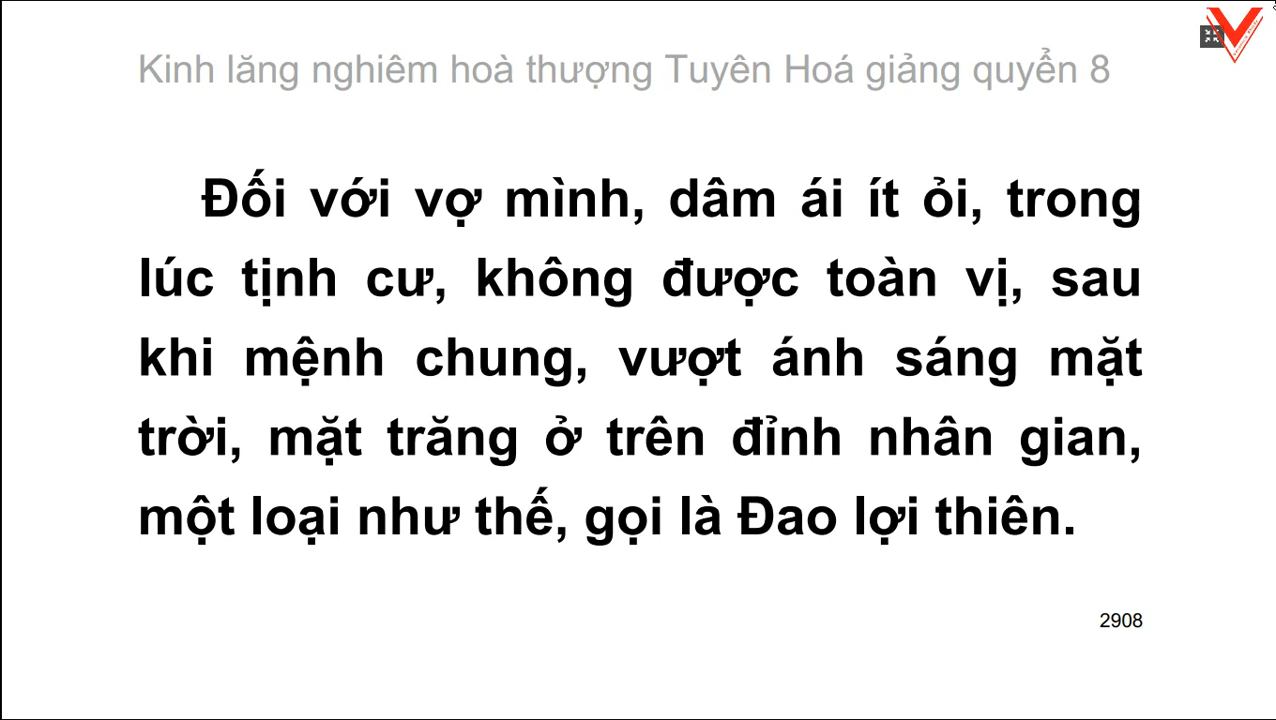 Kinh lăng nghiêm hoà thượng Tuyên Hoá giảng quyển 8
Đối với vợ mình, dâm ái ít ỏi, trong
lúc tịnh cư, không được toàn vị, sau
khi mệnh chung, vượt ánh sáng mặt
trời, mặt trăng ở trên đỉnh nhân gian,
một loại như thế, gọi là Đao lợi thiên.
2908